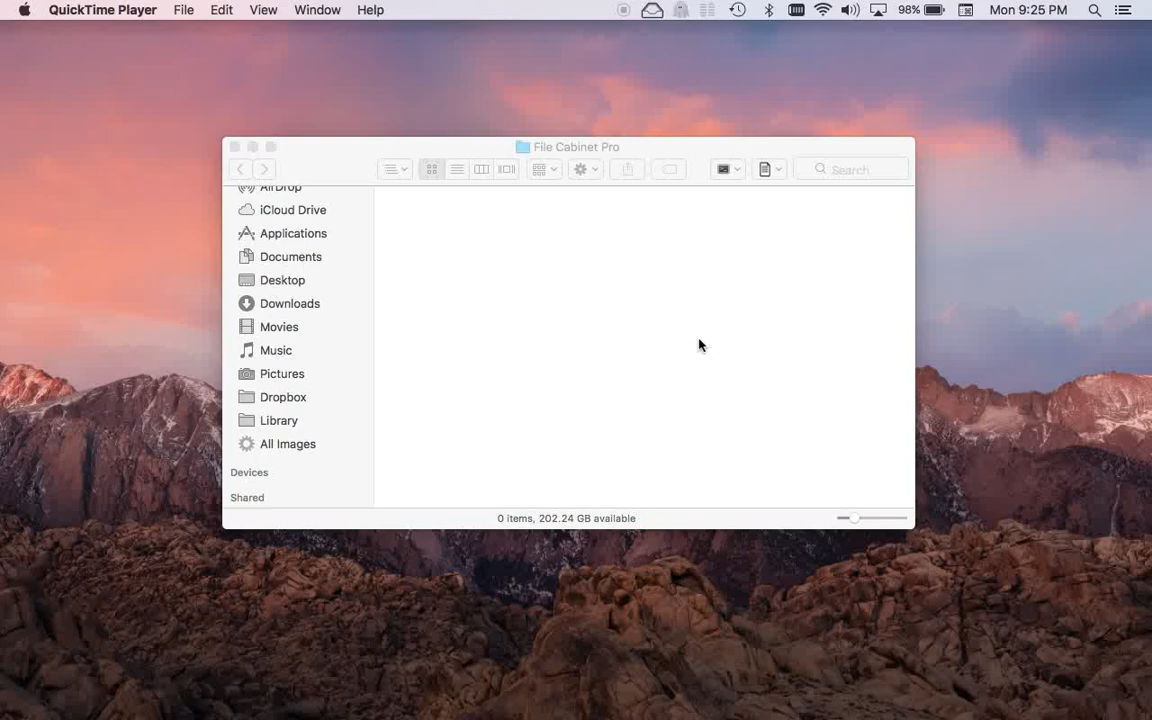 QuickTime Player File Edit View Window Help 98% Mon 9:25 PM
File Cabinet Pro
Search
AirDrop
iCloud Drive
Applications
Documents
Desktop
Downloads
Movies
Music
Pictures
Dropbox
Library
All Images
Devices
Shared
0 items, 202.24 GB available